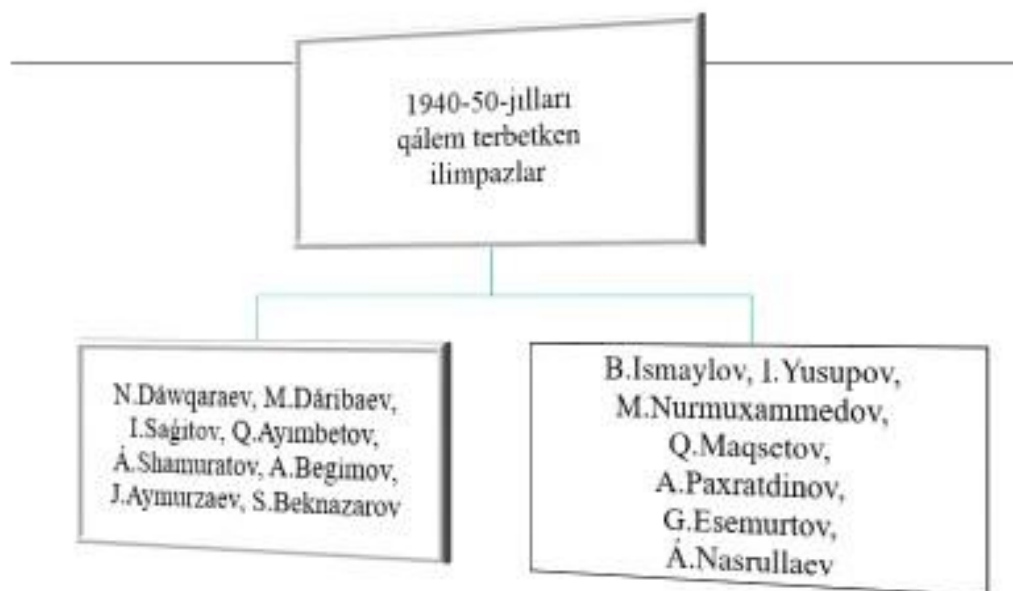 1940-50-jılları
qálem terbetken
ilimpazlar
N.Dáwqaraev, M.Dáribaev,
I.Saǵitov, Q.Ayımbetov,
Á.Shamuratov, A.Begimov,
J.Aymurzaev, S.Beknazarov
B.Ismaylov, I.Yusupov,
M.Nurmuxammedov,
Q.Maqsetov,
A.Paxratdinov,
G.Esemurtov,
Á.Nasrullaev